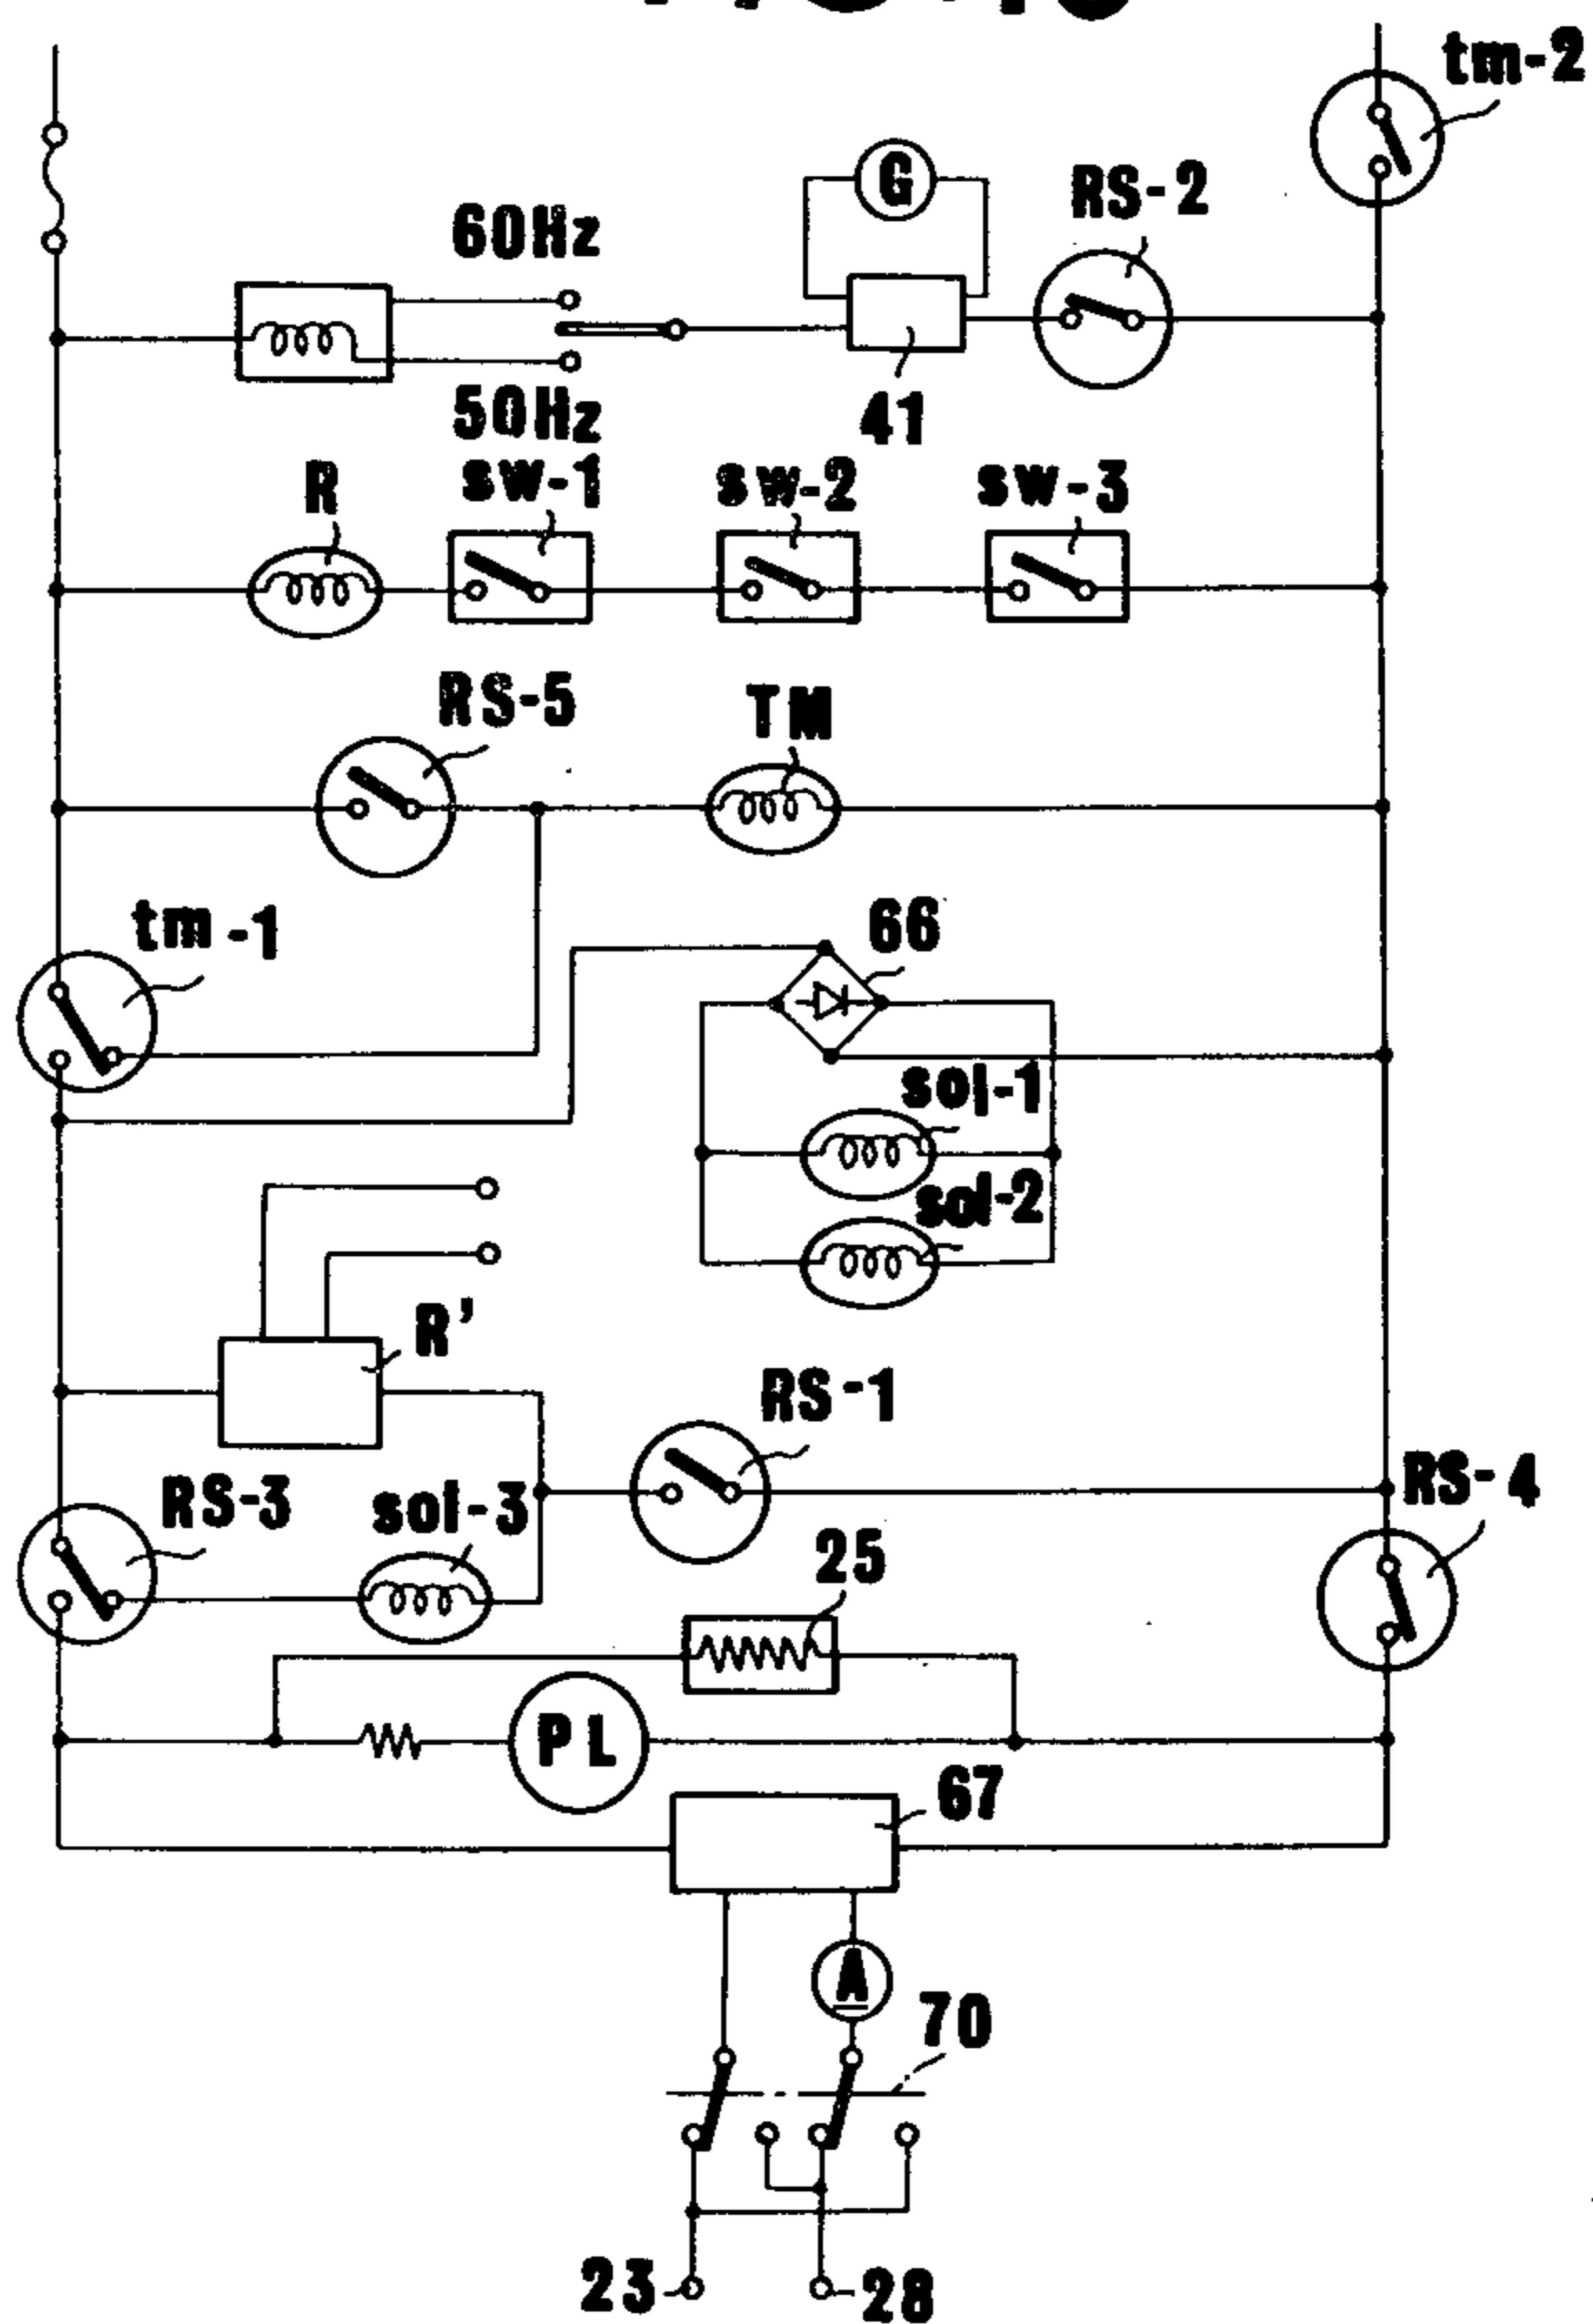 tm-2
G
RS-2
60Hz
50Hz
41
R
sw-1
sw-2
sw-3
RS-5
TM
tm-1
66
sol-1
sol-2
R'
RS-1
RS-3
sol-3
RS-4
25
PL
67
A
70
23
28